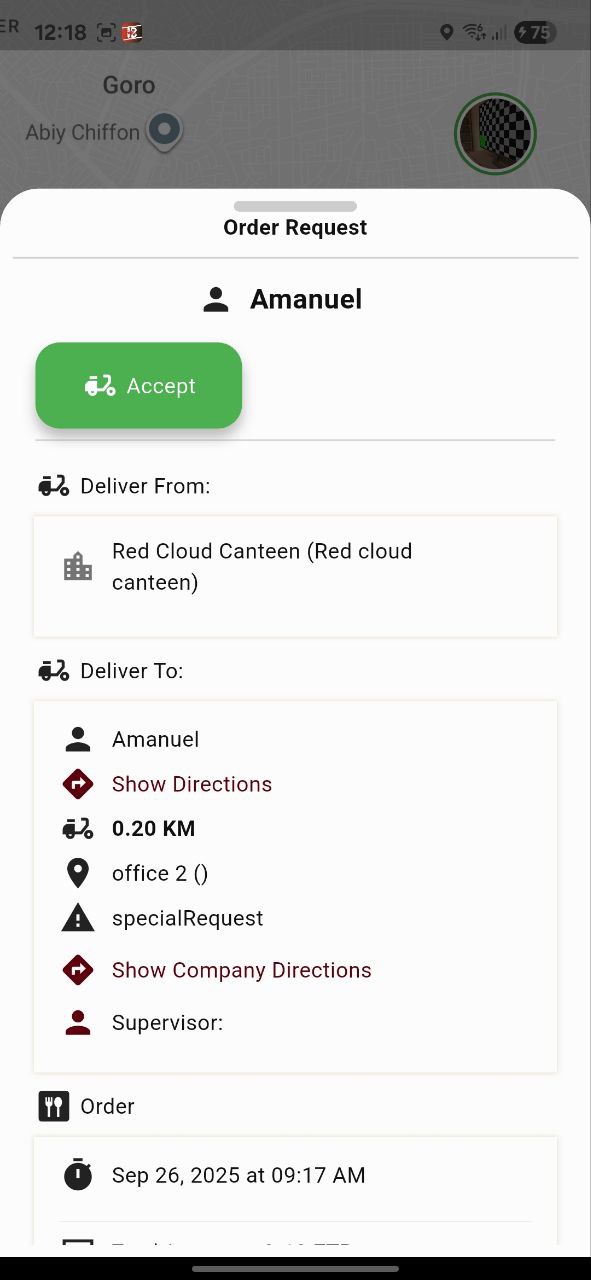 ER 12:18 75
Goro
Abiy Chiffon
Order Request
Amanuel
Accept
Deliver From:
Red Cloud Canteen (Red cloud
canteen)
Deliver To:
Amanuel
Show Directions
0.20 KM
office 2 ()
specialRequest
Show Company Directions
Supervisor:
Order
Sep 26, 2025 at 09:17 AM